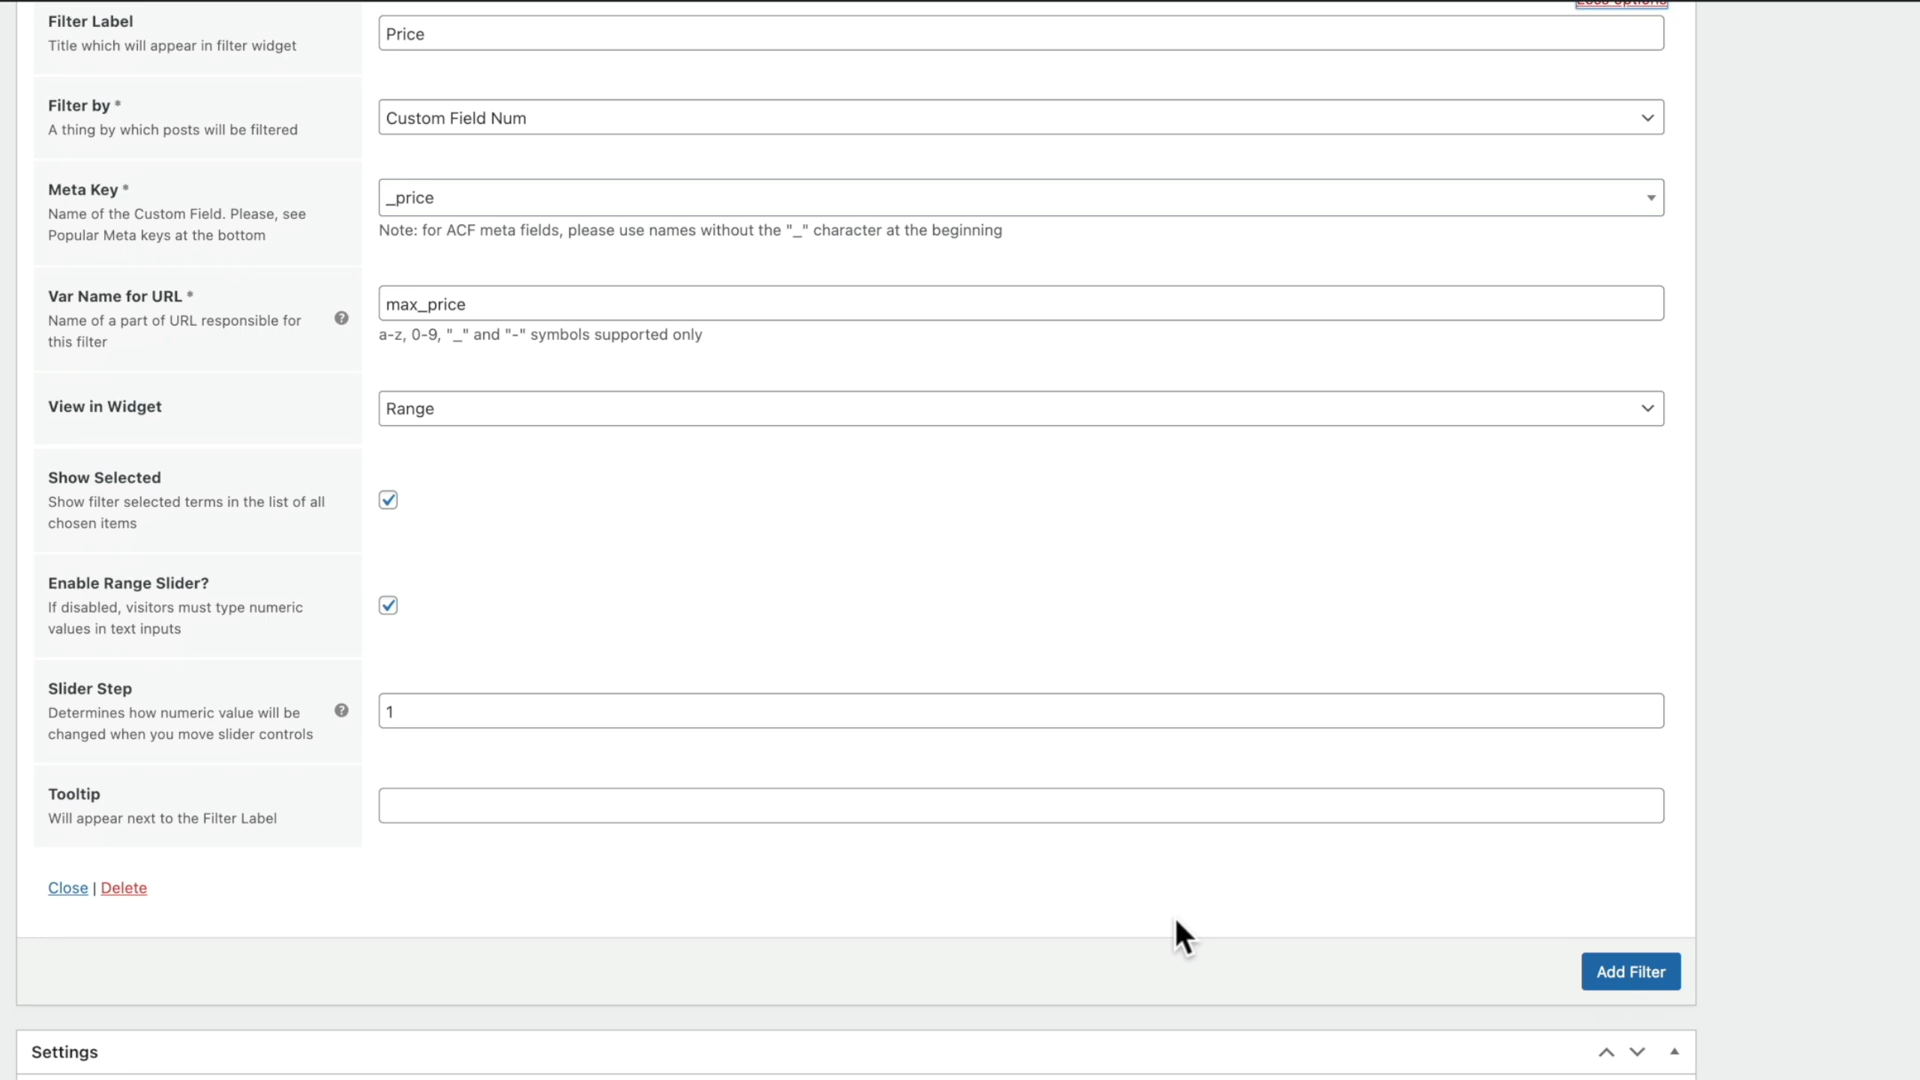 Less options
Filter Label
Title which will appear in filter widget
Price
Filter by *
A thing by which posts will be filtered
Custom Field Num
Meta Key *
Name of the Custom Field. Please, see
Popular Meta keys at the bottom
_price
Note: for ACF meta fields, please use names without the "_" character at the beginning
Var Name for URL *
Name of a part of URL responsible for
this filter
?
max_price
a-z, 0-9, "_" and "-" symbols supported only
View in Widget
Range
Show Selected
Show filter selected terms in the list of all
chosen items
Enable Range Slider?
If disabled, visitors must type numeric
values in text inputs
Slider Step
Determines how numeric value will be
changed when you move slider controls
?
1
Tooltip
Will appear next to the Filter Label
Close | Delete
Add Filter
Settings